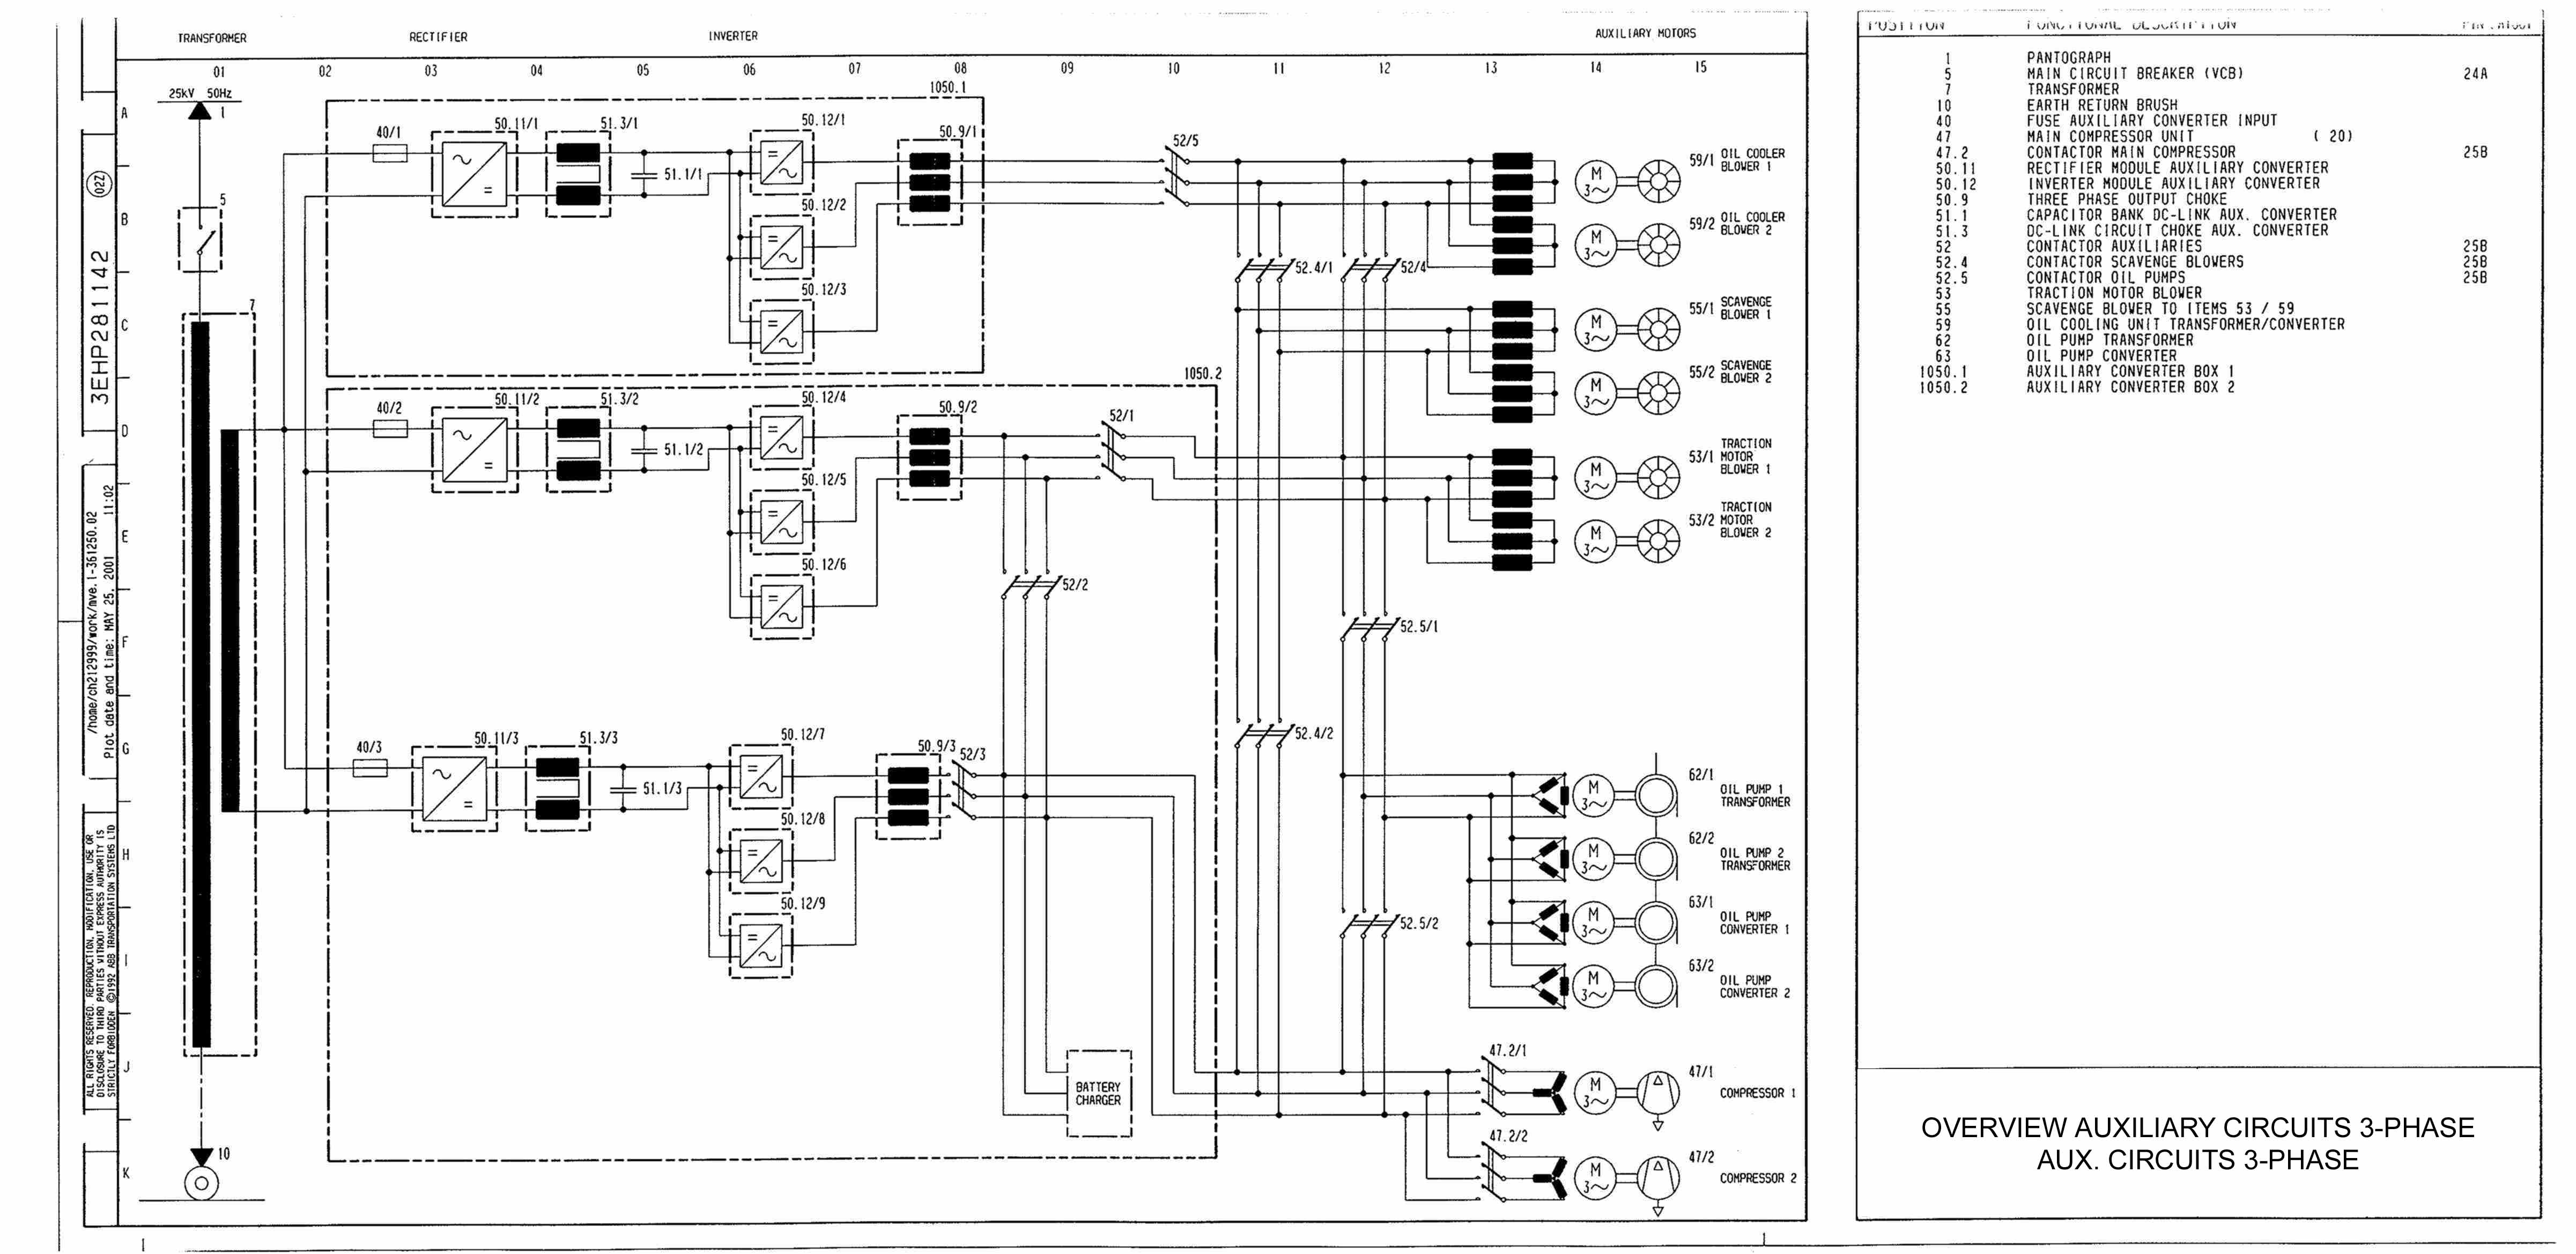 TRANSFORMER RECTIFIER INVERTER AUXILIARY MOTORS
01 02 03 04 05 06 07 08 09 10 11 12 13 14 15
25kV 50Hz
1
5
7
10
A
B
C
D
E
F
G
H
I
J
K
02Z
3EHP281142
/home/ch212999/work/mve.1-361250.02
Plot date and time: MAY 25, 2001 11:02
ALL RIGHTS RESERVED. REPRODUCTION, MODIFICATION, USE OR
DISCLOSURE TO THIRD PARTIES WITHOUT EXPRESS AUTHORITY IS
STRICTLY FORBIDDEN ©1992 ABB TRANSPORTATION SYSTEMS LTD
1050.1
40/1 50.11/1 51.3/1 50.12/1 50.9/1 52/5
51.1/1
50.12/2
50.12/3
1050.2
40/2 50.11/2 51.3/2 50.12/4 50.9/2 52/1
51.1/2
50.12/5
50.12/6
52/2
40/3 50.11/3 51.3/3 50.12/7 50.9/3 52/3
51.1/3
50.12/8
50.12/9
BATTERY
CHARGER
52.4/1 52/4
52.5/1
52.4/2
52.5/2
47.2/1
47.2/2
M
3~
59/1 OIL COOLER
BLOWER 1
M
3~
59/2 OIL COOLER
BLOWER 2
M
3~
55/1 SCAVENGE
BLOWER 1
M
3~
55/2 SCAVENGE
BLOWER 2
M
3~
53/1 TRACTION
MOTOR
BLOWER 1
M
3~
53/2 TRACTION
MOTOR
BLOWER 2
M
3~
62/1
OIL PUMP 1
TRANSFORMER
M
3~
62/2
OIL PUMP 2
TRANSFORMER
M
3~
63/1
OIL PUMP
CONVERTER 1
M
3~
63/2
OIL PUMP
CONVERTER 2
M
3~
47/1
COMPRESSOR 1
M
3~
47/2
COMPRESSOR 2
POSITION FUNCTIONAL DESCRIPTION
1 PANTOGRAPH
5 MAIN CIRCUIT BREAKER (VCB) 24A
7 TRANSFORMER
10 EARTH RETURN BRUSH
40 FUSE AUXILIARY CONVERTER INPUT
47 MAIN COMPRESSOR UNIT ( 20)
47.2 CONTACTOR MAIN COMPRESSOR 25B
50.11 RECTIFIER MODULE AUXILIARY CONVERTER
50.12 INVERTER MODULE AUXILIARY CONVERTER
50.9 THREE PHASE OUTPUT CHOKE
51.1 CAPACITOR BANK DC-LINK AUX. CONVERTER
51.3 DC-LINK CIRCUIT CHOKE AUX. CONVERTER
52 CONTACTOR AUXILIARIES 25B
52.4 CONTACTOR SCAVENGE BLOWERS 25B
52.5 CONTACTOR OIL PUMPS 25B
53 TRACTION MOTOR BLOWER
55 SCAVENGE BLOWER TO ITEMS 53 / 59
59 OIL COOLING UNIT TRANSFORMER/CONVERTER
62 OIL PUMP TRANSFORMER
63 OIL PUMP CONVERTER
1050.1 AUXILIARY CONVERTER BOX 1
1050.2 AUXILIARY CONVERTER BOX 2
OVERVIEW AUXILIARY CIRCUITS 3-PHASE
AUX. CIRCUITS 3-PHASE